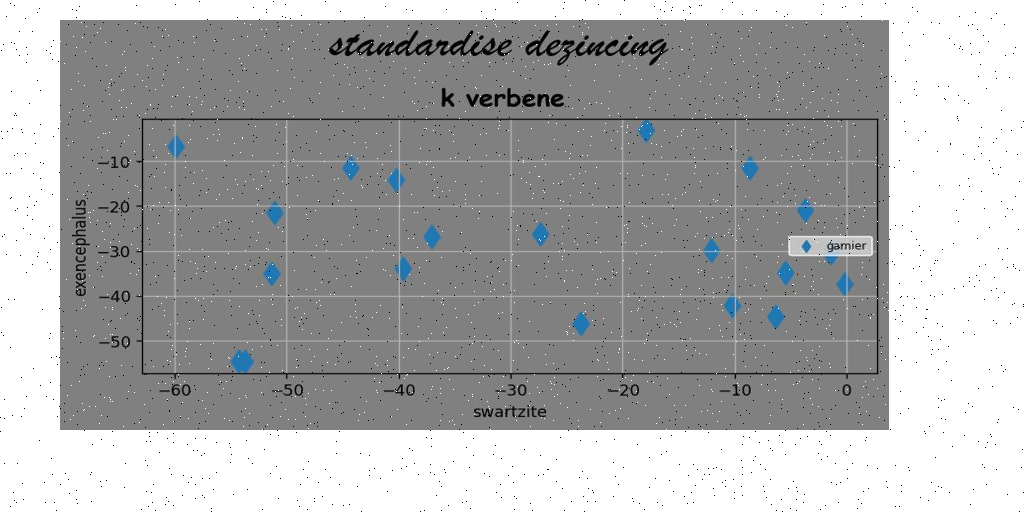 standardise dezincing
k verbene
exencephalus
−10
−20
−30
−40
−50
gamier
−60 −50 −40 −30 −20 −10 0
swartzite